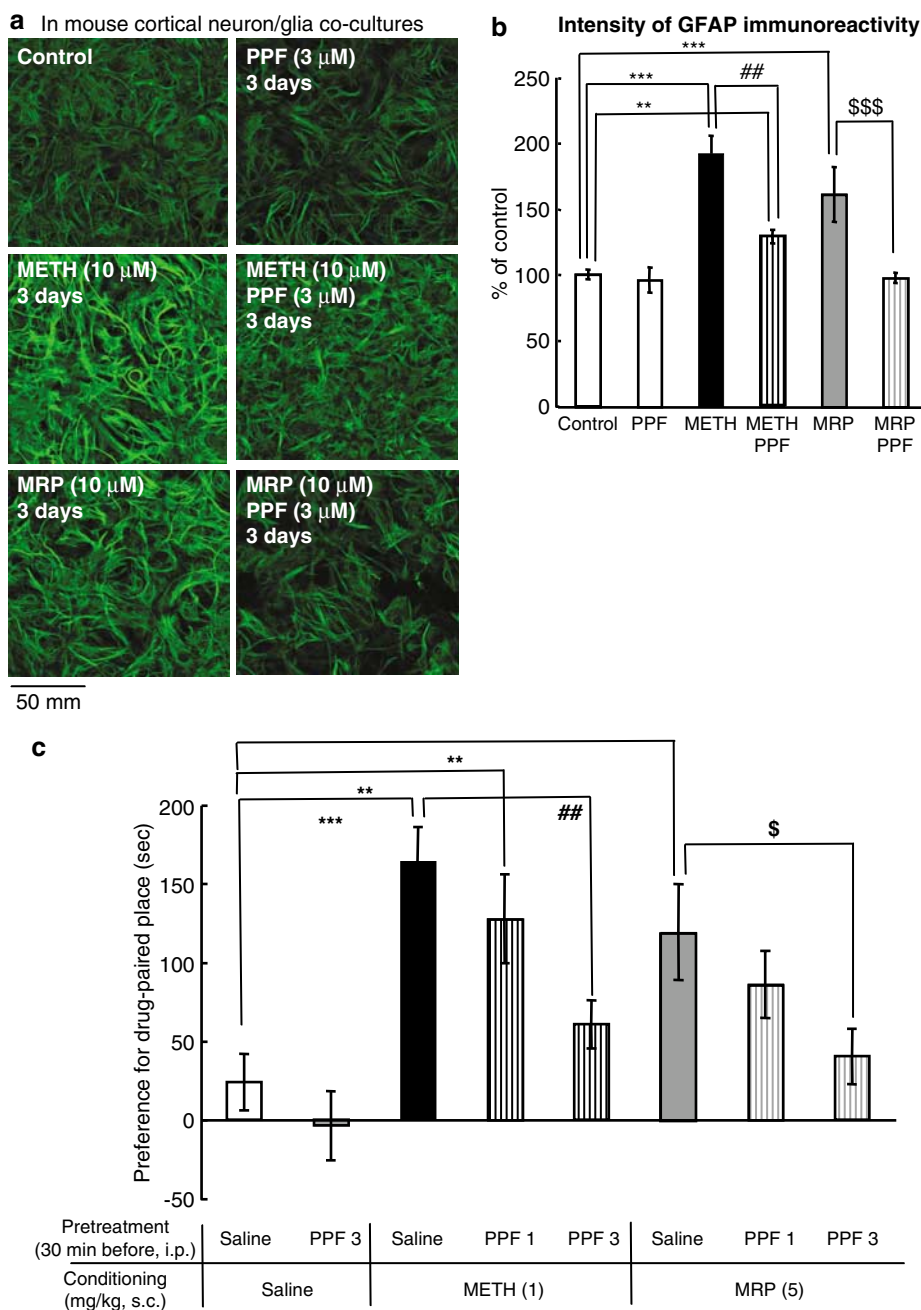 a In mouse cortical neuron/glia co-cultures
Control
PPF (3 μM)
3 days
METH (10 μM)
3 days
METH (10 μM)
PPF (3 μM)
3 days
MRP (10 μM)
3 days
MRP (10 μM)
PPF (3 μM)
3 days
50 mm
b Intensity of GFAP immunoreactivity
% of control
250
200
150
100
50
0
***
***
##
**
$$$
Control PPF METH METH MRP MRP
PPF PPF
c
Preference for drug-paired place (sec)
200
150
100
50
0
-50
**
**
***
##
$
Pretreatment
(30 min before, i.p.)
Saline PPF 3 Saline PPF 1 PPF 3 Saline PPF 1 PPF 3
Conditioning
(mg/kg, s.c.)
Saline METH (1) MRP (5)